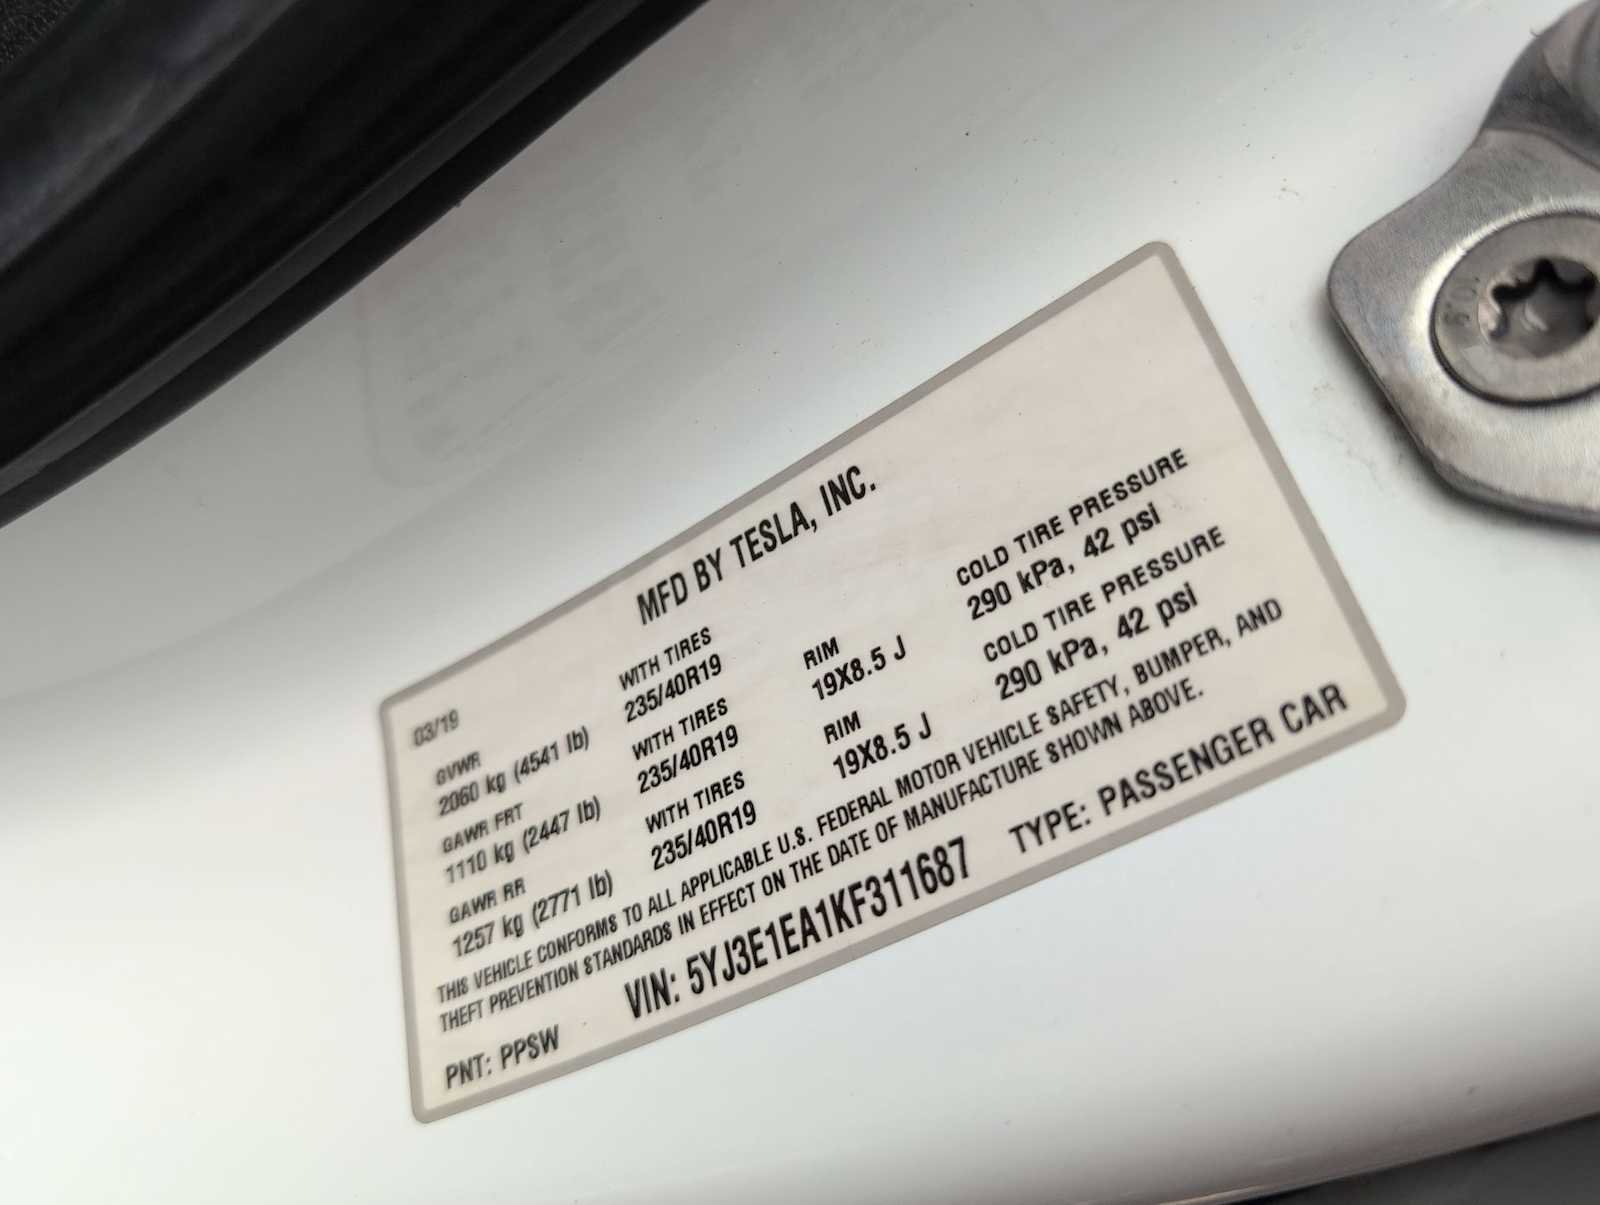 MFD BY TESLA, INC.
03/19
GVWR WITH TIRES RIM COLD TIRE PRESSURE
2060 kg (4541 lb) 235/40R19 19X8.5 J 290 kPa, 42 psi
GAWR FRT WITH TIRES RIM COLD TIRE PRESSURE
1110 kg (2447 lb) 235/40R19 19X8.5 J 290 kPa, 42 psi
GAWR RR WITH TIRES
1257 kg (2771 lb) 235/40R19
THIS VEHICLE CONFORMS TO ALL APPLICABLE U.S. FEDERAL MOTOR VEHICLE SAFETY, BUMPER, AND
THEFT PREVENTION STANDARDS IN EFFECT ON THE DATE OF MANUFACTURE SHOWN ABOVE.
PNT: PPSW VIN: 5YJ3E1EA1KF311687 TYPE: PASSENGER CAR